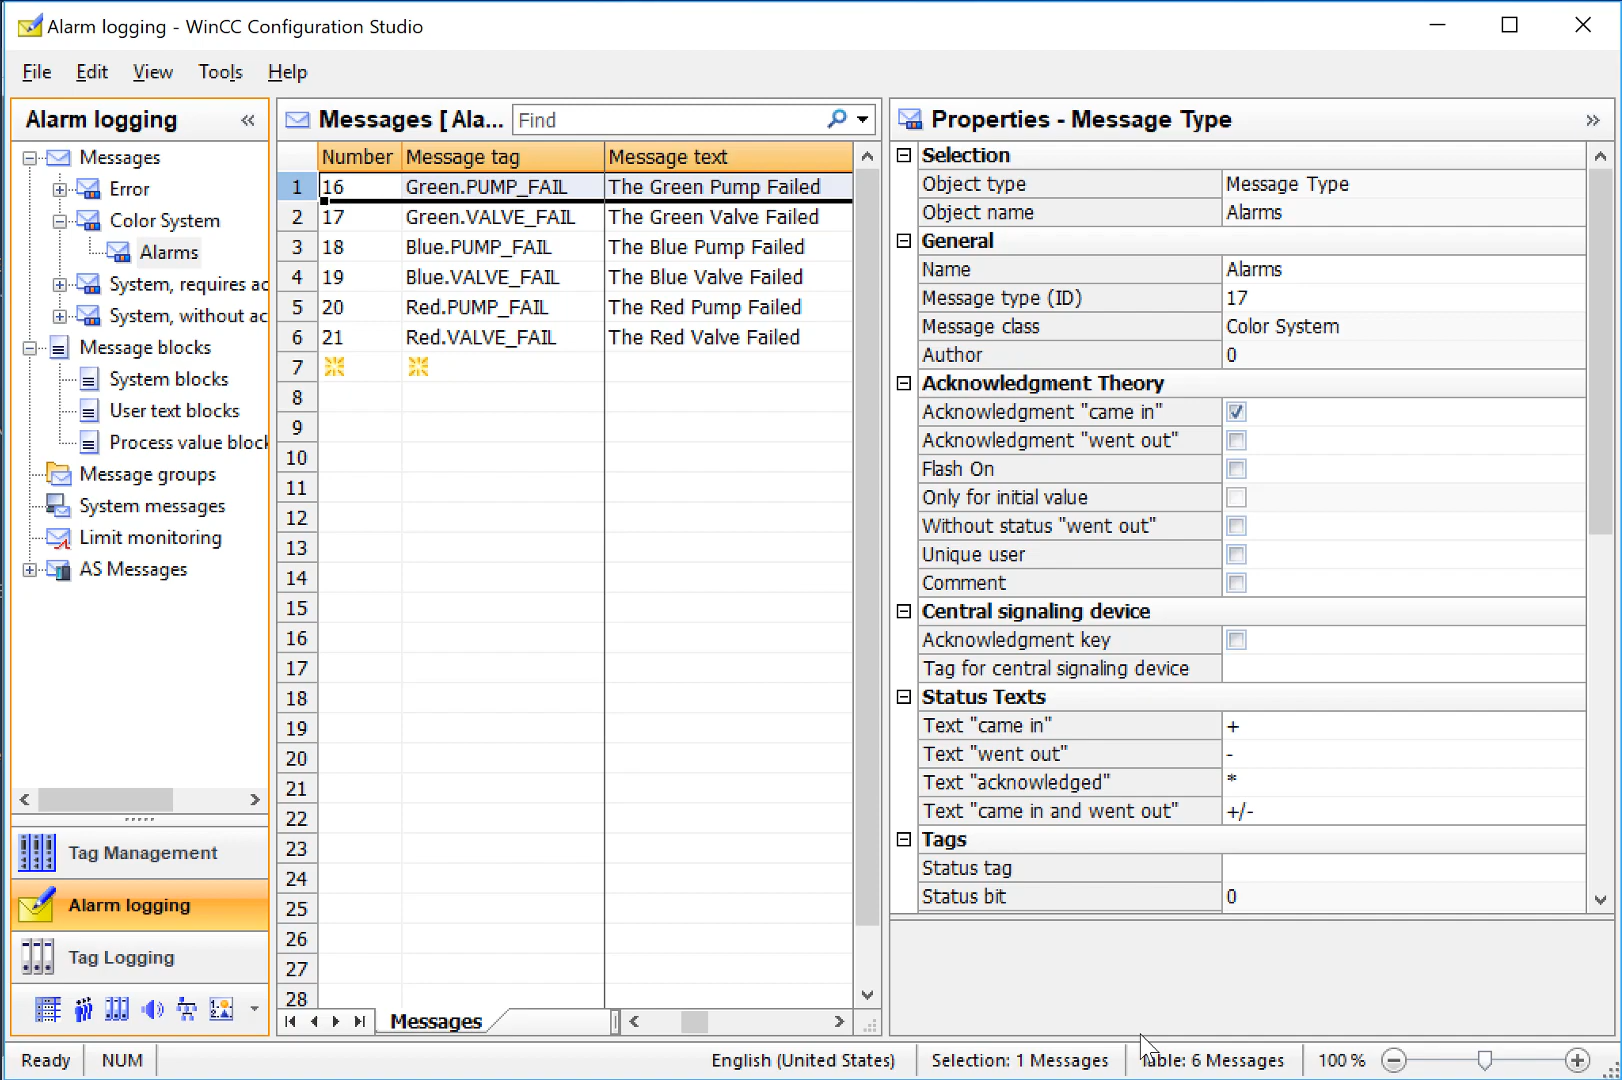 Alarm logging - WinCC Configuration Studio
File Edit View Tools Help
Alarm logging «
Messages
Error
Color System
Alarms
System, requires ac
System, without ac
Message blocks
System blocks
User text blocks
Process value block
Message groups
System messages
Limit monitoring
AS Messages
Tag Management
Alarm logging
Tag Logging
Messages [ Ala... Find
Number Message tag Message text
1 16 Green.PUMP_FAIL The Green Pump Failed
2 17 Green.VALVE_FAIL The Green Valve Failed
3 18 Blue.PUMP_FAIL The Blue Pump Failed
4 19 Blue.VALVE_FAIL The Blue Valve Failed
5 20 Red.PUMP_FAIL The Red Pump Failed
6 21 Red.VALVE_FAIL The Red Valve Failed
7
8
9
10
11
12
13
14
15
16
17
18
19
20
21
22
23
24
25
26
27
28
Messages
Properties - Message Type »
Selection
Object type Message Type
Object name Alarms
General
Name Alarms
Message type (ID) 17
Message class Color System
Author 0
Acknowledgment Theory
Acknowledgment "came in"
Acknowledgment "went out"
Flash On
Only for initial value
Without status "went out"
Unique user
Comment
Central signaling device
Acknowledgment key
Tag for central signaling device
Status Texts
Text "came in" +
Text "went out" -
Text "acknowledged" *
Text "came in and went out" +/-
Tags
Status tag
Status bit 0
Ready NUM English (United States) Selection: 1 Messages Table: 6 Messages 100 %